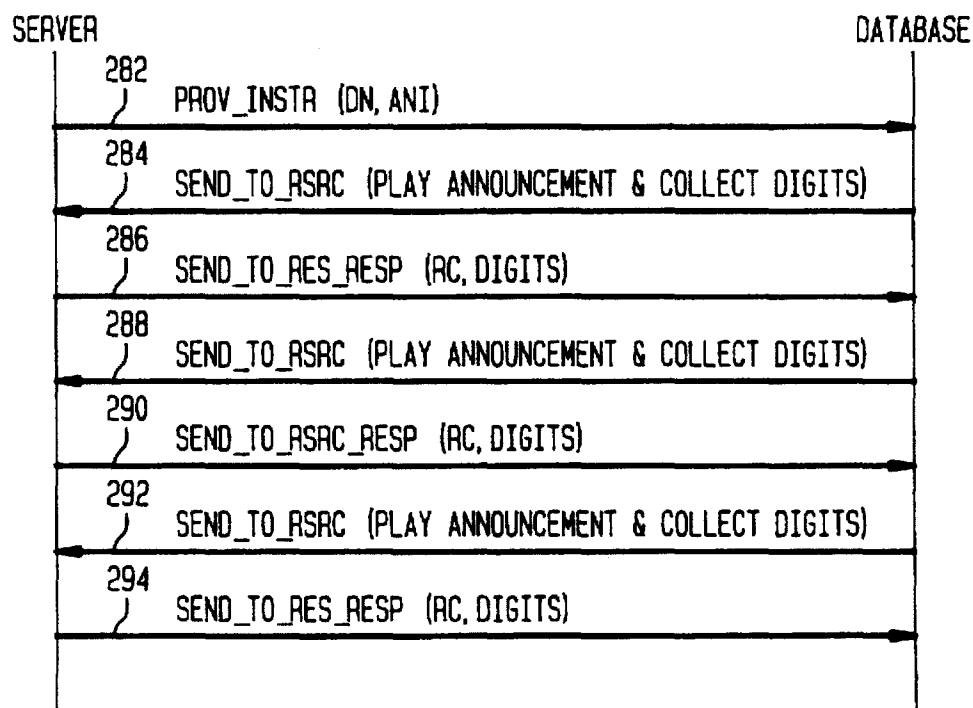 SERVER DATABASE
282
PROV_INSTR (DN, ANI)
284
SEND_TO_RSRC (PLAY ANNOUNCEMENT & COLLECT DIGITS)
286
SEND_TO_RES_RESP (RC, DIGITS)
288
SEND_TO_RSRC (PLAY ANNOUNCEMENT & COLLECT DIGITS)
290
SEND_TO_RSRC_RESP (RC, DIGITS)
292
SEND_TO_RSRC (PLAY ANNOUNCEMENT & COLLECT DIGITS)
294
SEND_TO_RES_RESP (RC, DIGITS)